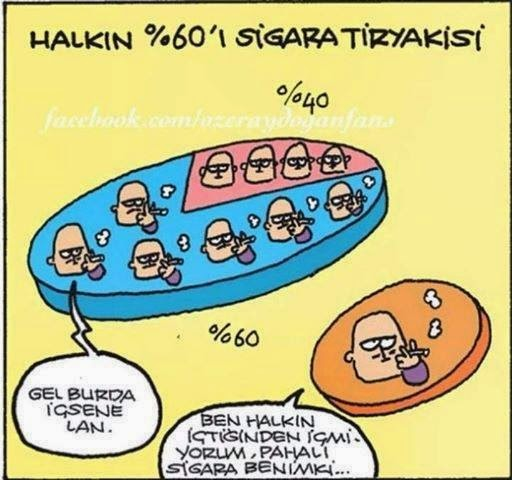 HALKIN %60'I SİGARA TİRYAKİSİ
%40
facebook.com/ozeraydoganfans
%60
GEL BURDA
İÇSENE
LAN.
BEN HALKIN
İÇTİĞİNDEN İÇMİ-
YORUM, PAHALI
SİGARA BENİMKİ...